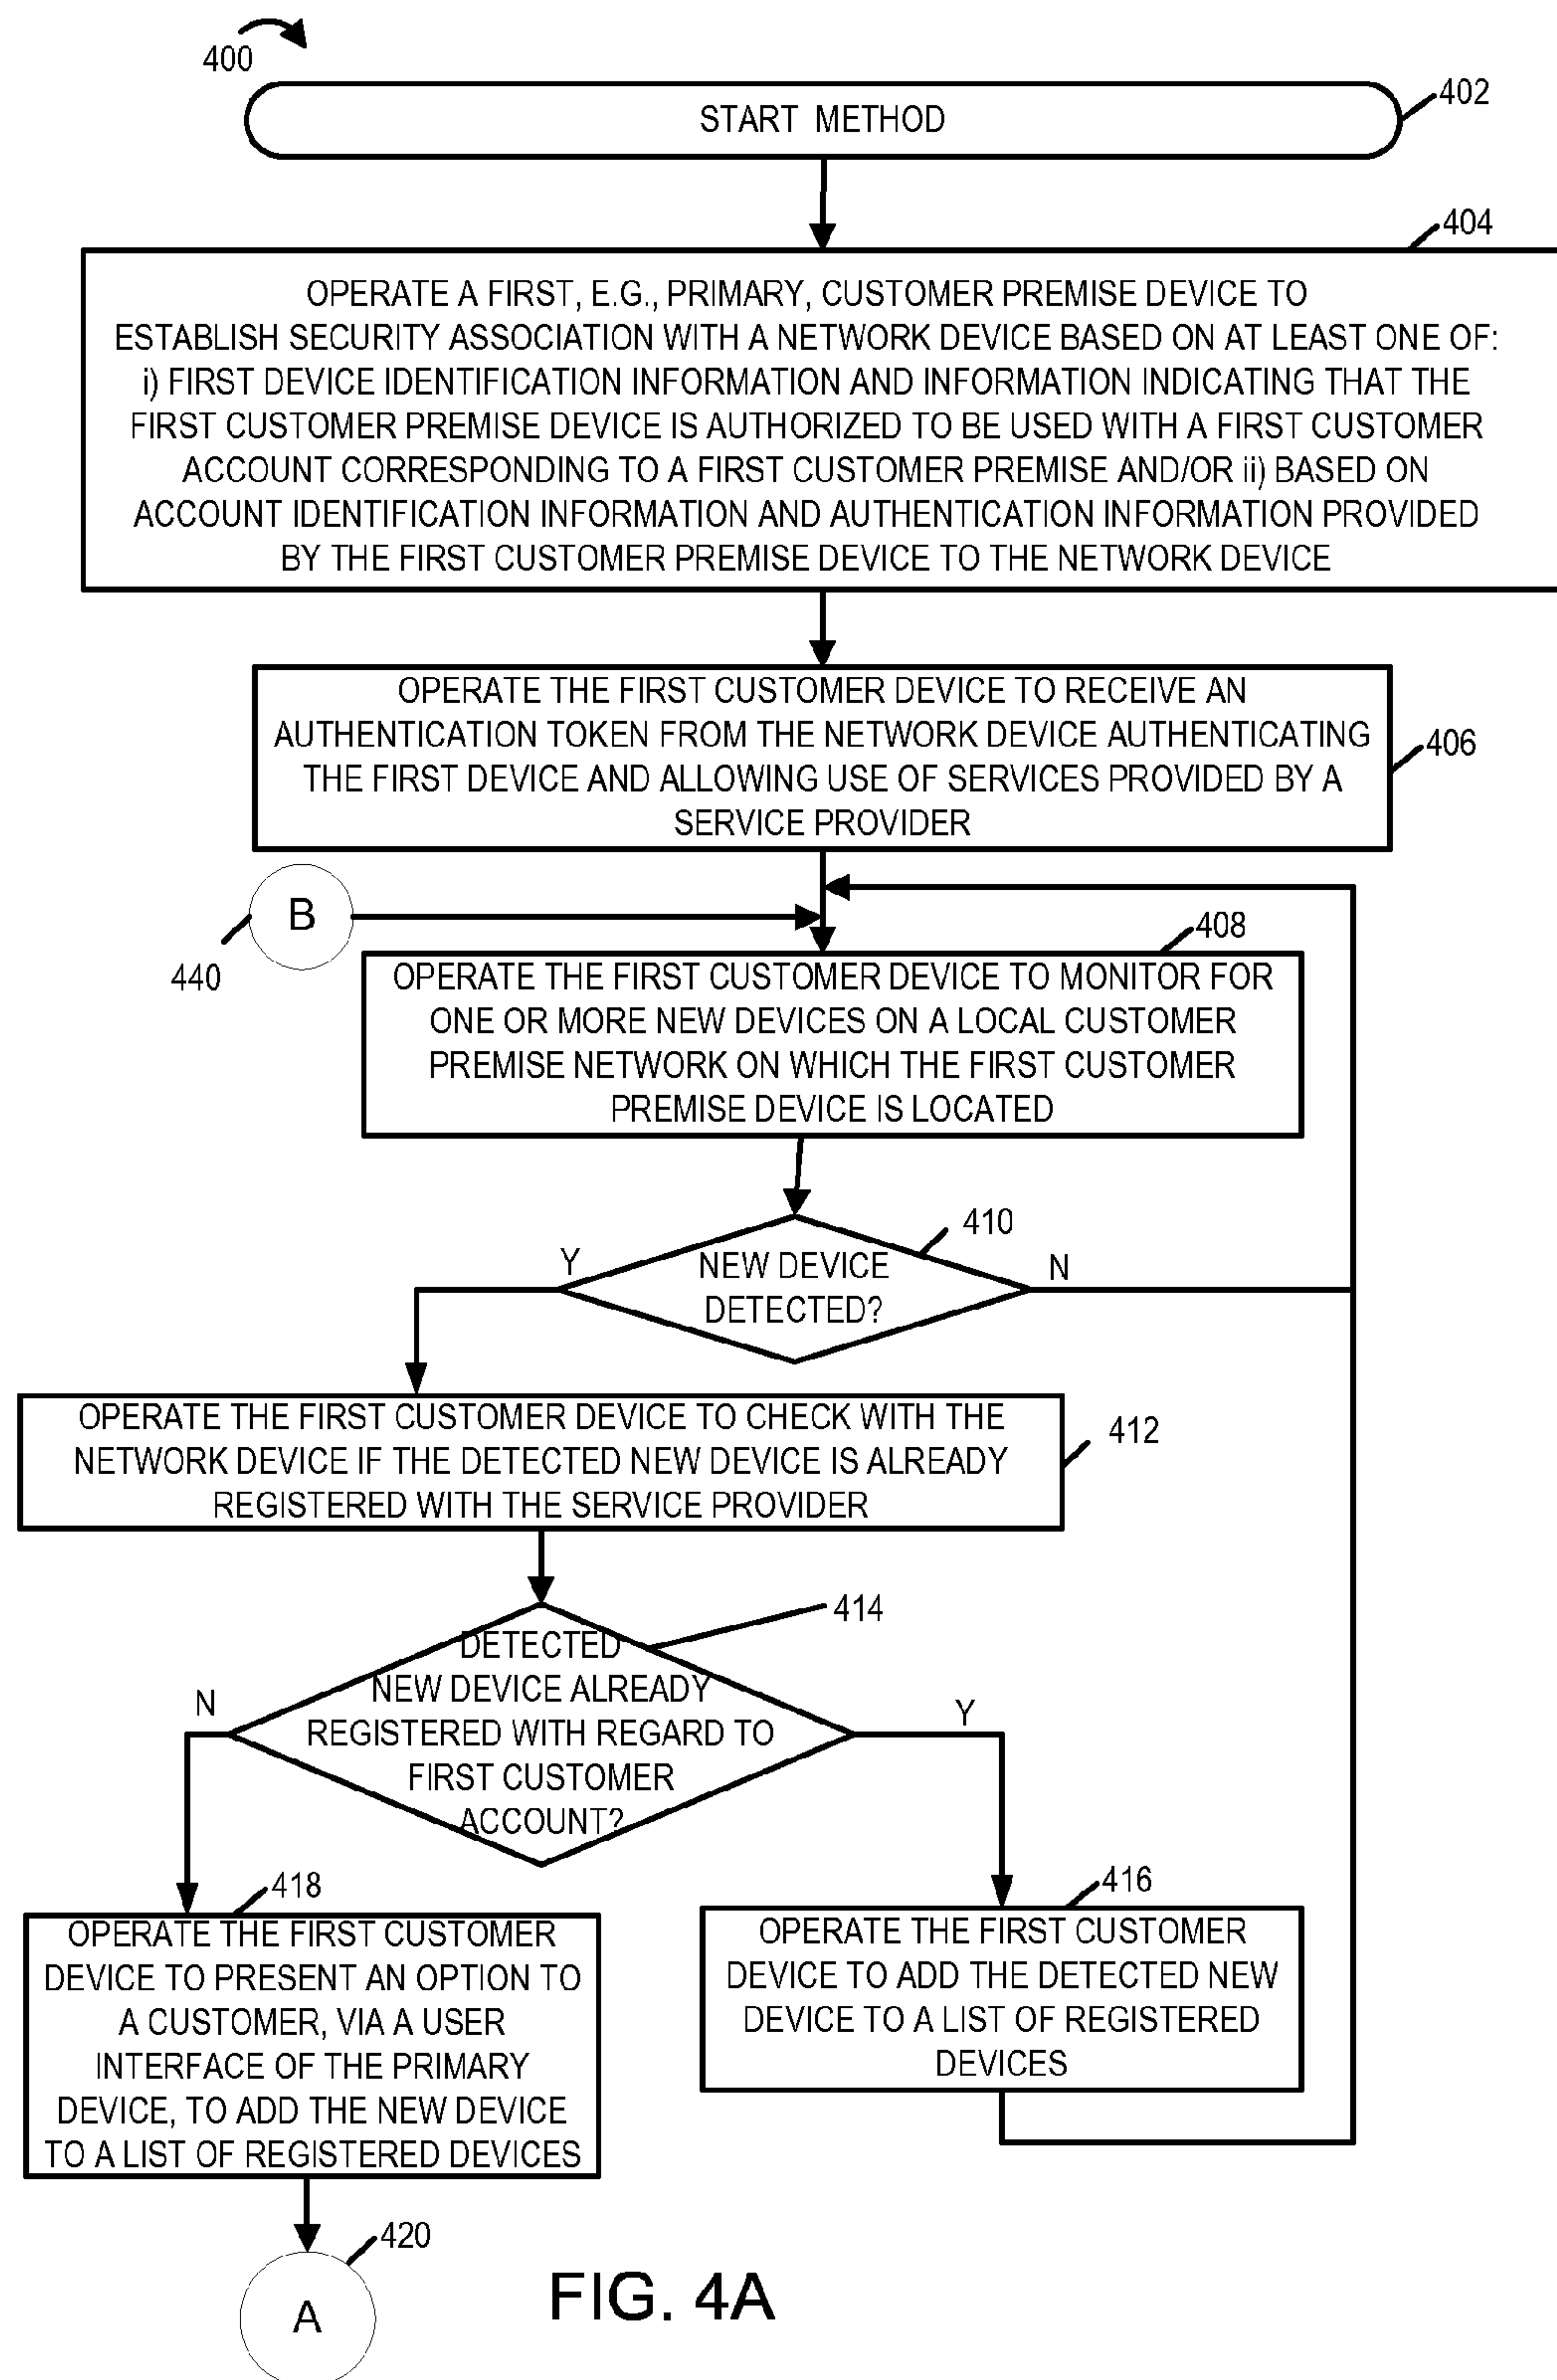 400
START METHOD
402
404
OPERATE A FIRST, E.G., PRIMARY, CUSTOMER PREMISE DEVICE TO
ESTABLISH SECURITY ASSOCIATION WITH A NETWORK DEVICE BASED ON AT LEAST ONE OF:
i) FIRST DEVICE IDENTIFICATION INFORMATION AND INFORMATION INDICATING THAT THE
FIRST CUSTOMER PREMISE DEVICE IS AUTHORIZED TO BE USED WITH A FIRST CUSTOMER
ACCOUNT CORRESPONDING TO A FIRST CUSTOMER PREMISE AND/OR ii) BASED ON
ACCOUNT IDENTIFICATION INFORMATION AND AUTHENTICATION INFORMATION PROVIDED
BY THE FIRST CUSTOMER PREMISE DEVICE TO THE NETWORK DEVICE
OPERATE THE FIRST CUSTOMER DEVICE TO RECEIVE AN
AUTHENTICATION TOKEN FROM THE NETWORK DEVICE AUTHENTICATING
THE FIRST DEVICE AND ALLOWING USE OF SERVICES PROVIDED BY A
SERVICE PROVIDER
406
B
440
408
OPERATE THE FIRST CUSTOMER DEVICE TO MONITOR FOR
ONE OR MORE NEW DEVICES ON A LOCAL CUSTOMER
PREMISE NETWORK ON WHICH THE FIRST CUSTOMER
PREMISE DEVICE IS LOCATED
410
Y
NEW DEVICE
DETECTED?
N
OPERATE THE FIRST CUSTOMER DEVICE TO CHECK WITH THE
NETWORK DEVICE IF THE DETECTED NEW DEVICE IS ALREADY
REGISTERED WITH THE SERVICE PROVIDER
412
414
N
DETECTED
NEW DEVICE ALREADY
REGISTERED WITH REGARD TO
FIRST CUSTOMER
ACCOUNT?
Y
418
OPERATE THE FIRST CUSTOMER
DEVICE TO PRESENT AN OPTION TO
A CUSTOMER, VIA A USER
INTERFACE OF THE PRIMARY
DEVICE, TO ADD THE NEW DEVICE
TO A LIST OF REGISTERED DEVICES
416
OPERATE THE FIRST CUSTOMER
DEVICE TO ADD THE DETECTED NEW
DEVICE TO A LIST OF REGISTERED
DEVICES
420
A
FIG. 4A